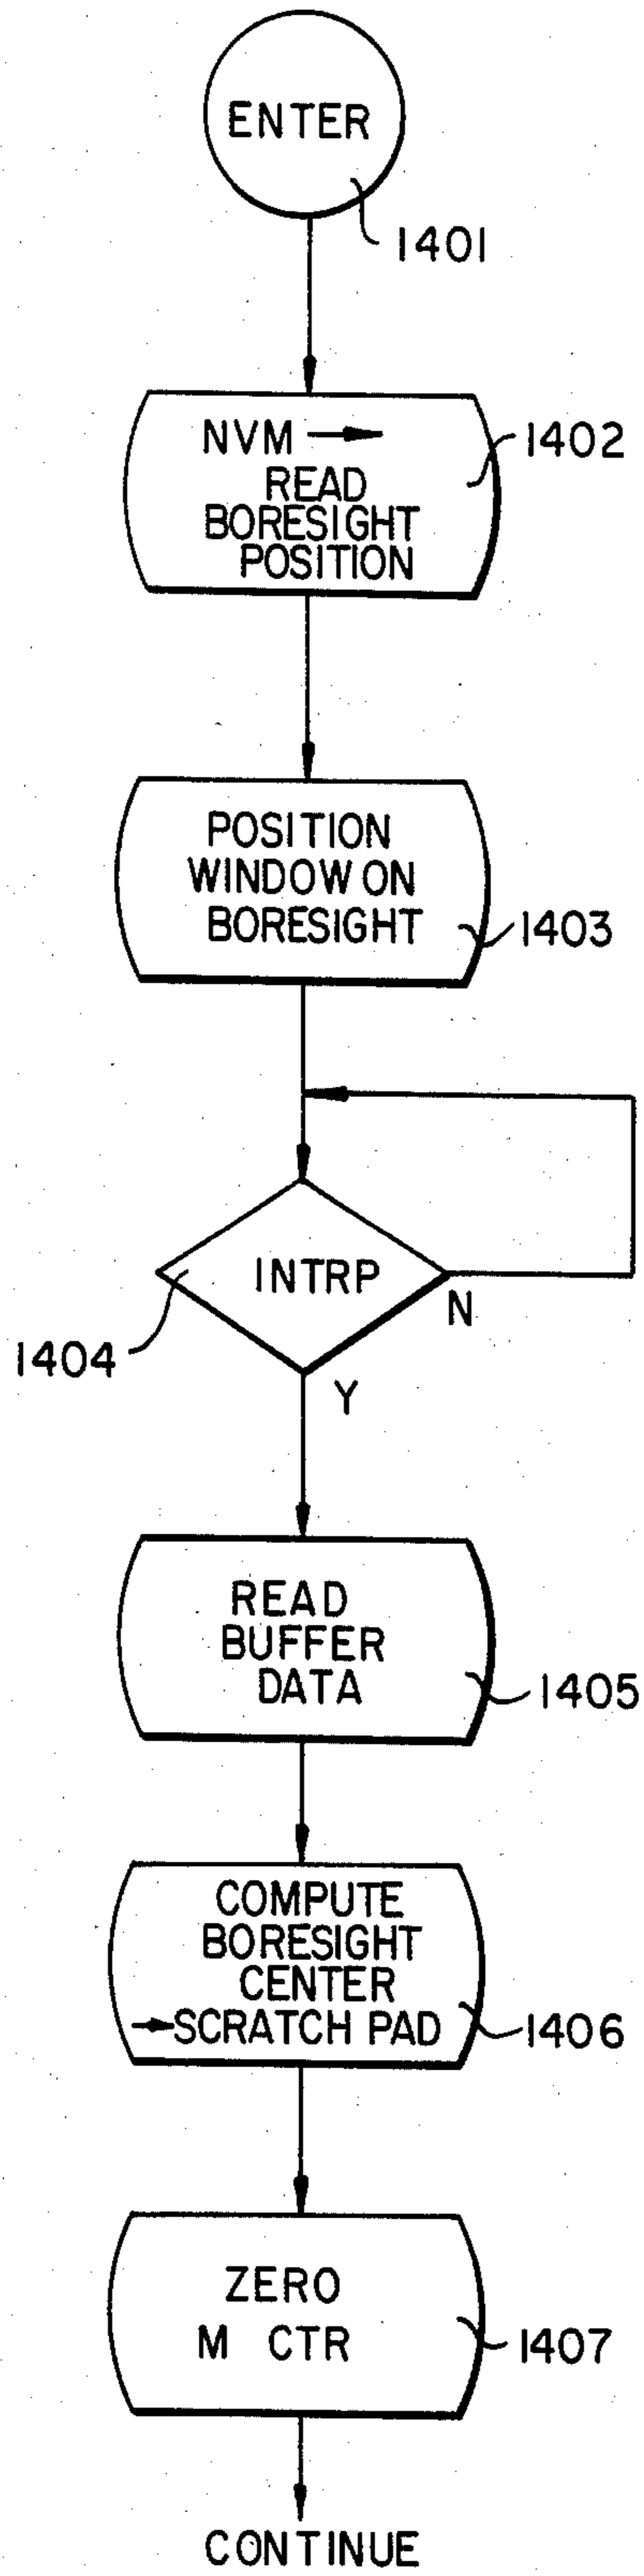 ENTER
1401
NVM →
READ
BORESIGHT
POSITION
1402
POSITION
WINDOW ON
BORESIGHT
1403
INTRP
N
1404
Y
READ
BUFFER
DATA
1405
COMPUTE
BORESIGHT
CENTER
→SCRATCH PAD
1406
ZERO
M CTR
1407
CONTINUE